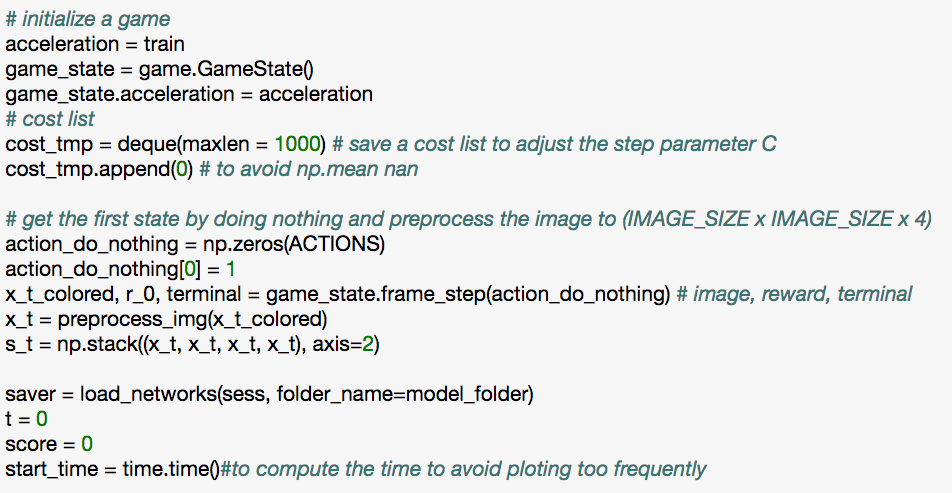 # initialize a game
acceleration = train
game_state = game.GameState()
game_state.acceleration = acceleration
# cost list
cost_tmp = deque(maxlen = 1000) # save a cost list to adjust the step parameter C
cost_tmp.append(0) # to avoid np.mean nan
# get the first state by doing nothing and preprocess the image to (IMAGE_SIZE x IMAGE_SIZE x 4)
action_do_nothing = np.zeros(ACTIONS)
action_do_nothing[0] = 1
x_t_colored, r_0, terminal = game_state.frame_step(action_do_nothing) # image, reward, terminal
x_t = preprocess_img(x_t_colored)
s_t = np.stack((x_t, x_t, x_t, x_t), axis=2)
saver = load_networks(sess, folder_name=model_folder)
t = 0
score = 0
start_time = time.time()#to compute the time to avoid ploting too frequently